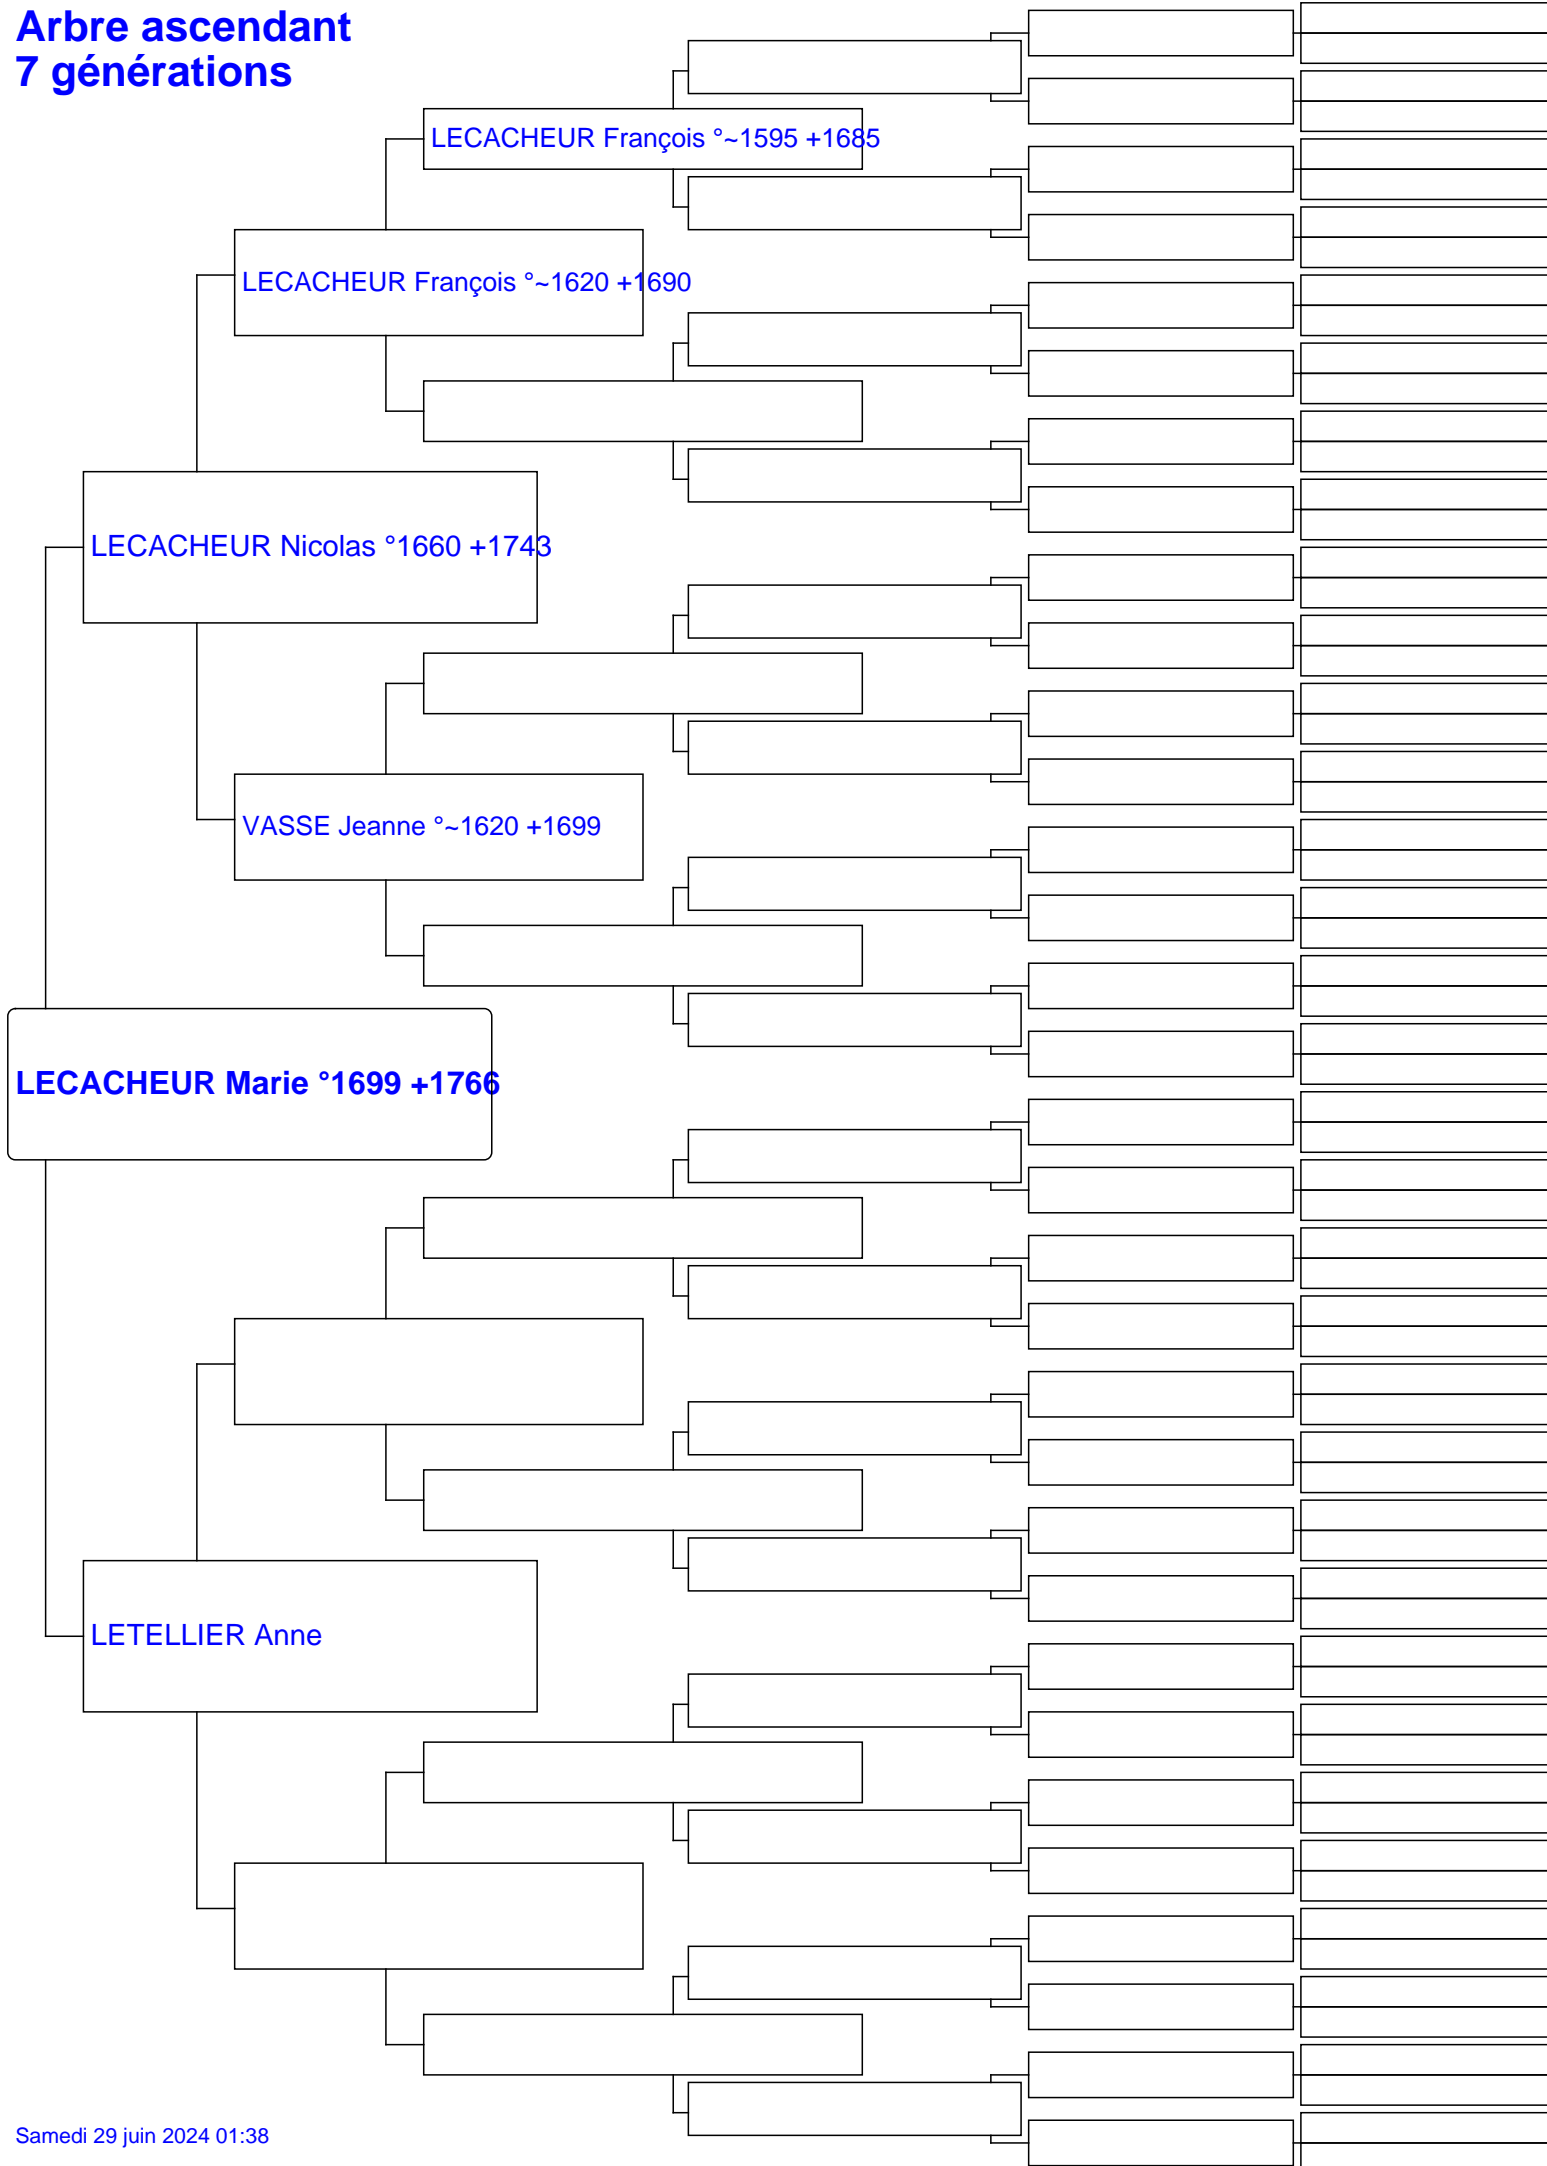 Arbre ascendant
7 générations
LECACHEUR François °~1595 +1685
LECACHEUR François °~1620 +1690
LECACHEUR Nicolas °1660 +1743
VASSE Jeanne °~1620 +1699
LECACHEUR Marie °1699 +1766
LETELLIER Anne
Samedi 29 juin 2024 01:38